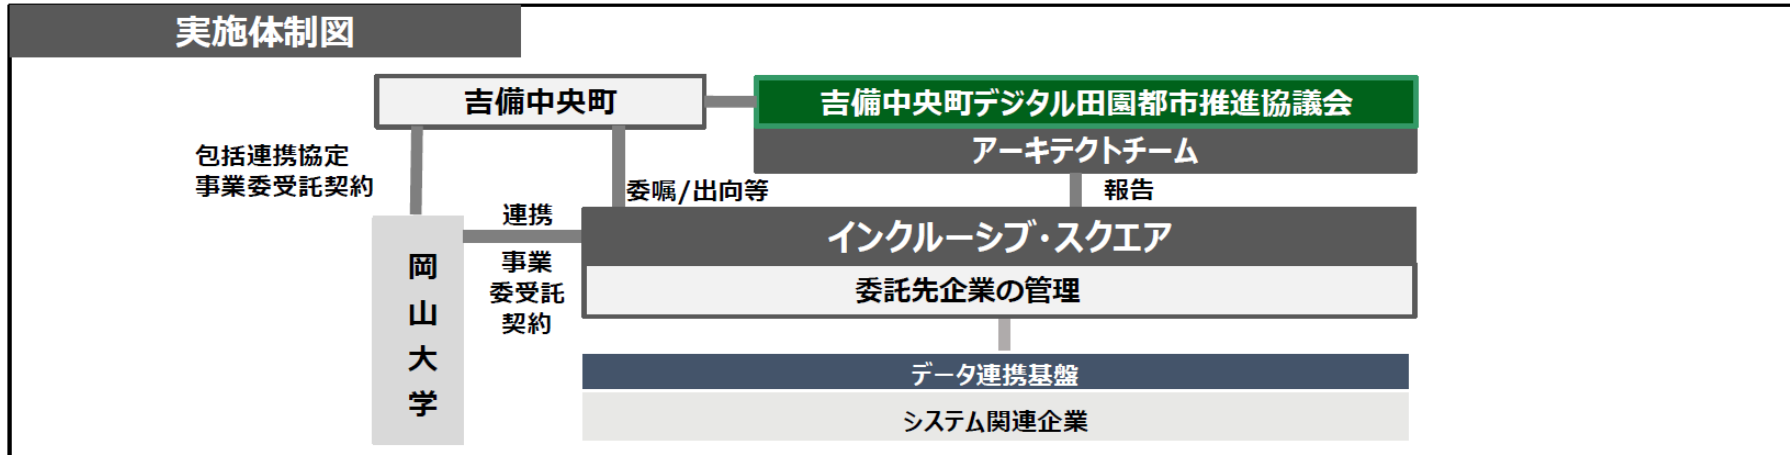 実施体制図
吉備中央町
吉備中央町デジタル田園都市推進協議会
アーキテクトチーム
包括連携協定
事業委受託契約
委嘱/出向等
報告
連携
事業
委受託
契約
岡山大学
インクルーシブ・スクエア
委託先企業の管理
データ連携基盤
システム関連企業